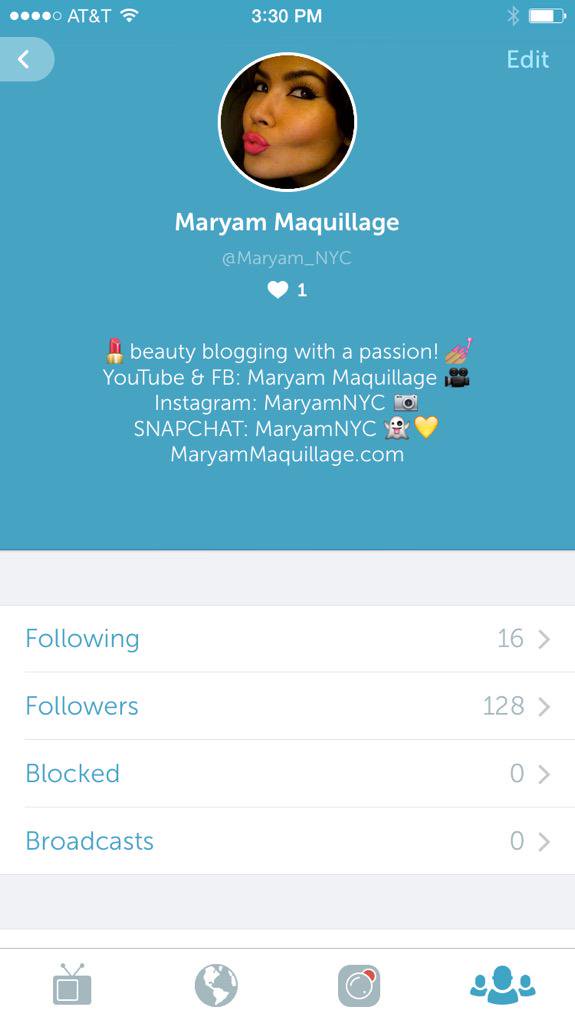 AT&T 3:30 PM
Edit
Maryam Maquillage
@Maryam_NYC
1
💄beauty blogging with a passion! 💅
YouTube & FB: Maryam Maquillage 🎥
Instagram: MaryamNYC 📷
SNAPCHAT: MaryamNYC 👻💛
MaryamMaquillage.com
Following 16
Followers 128
Blocked 0
Broadcasts 0